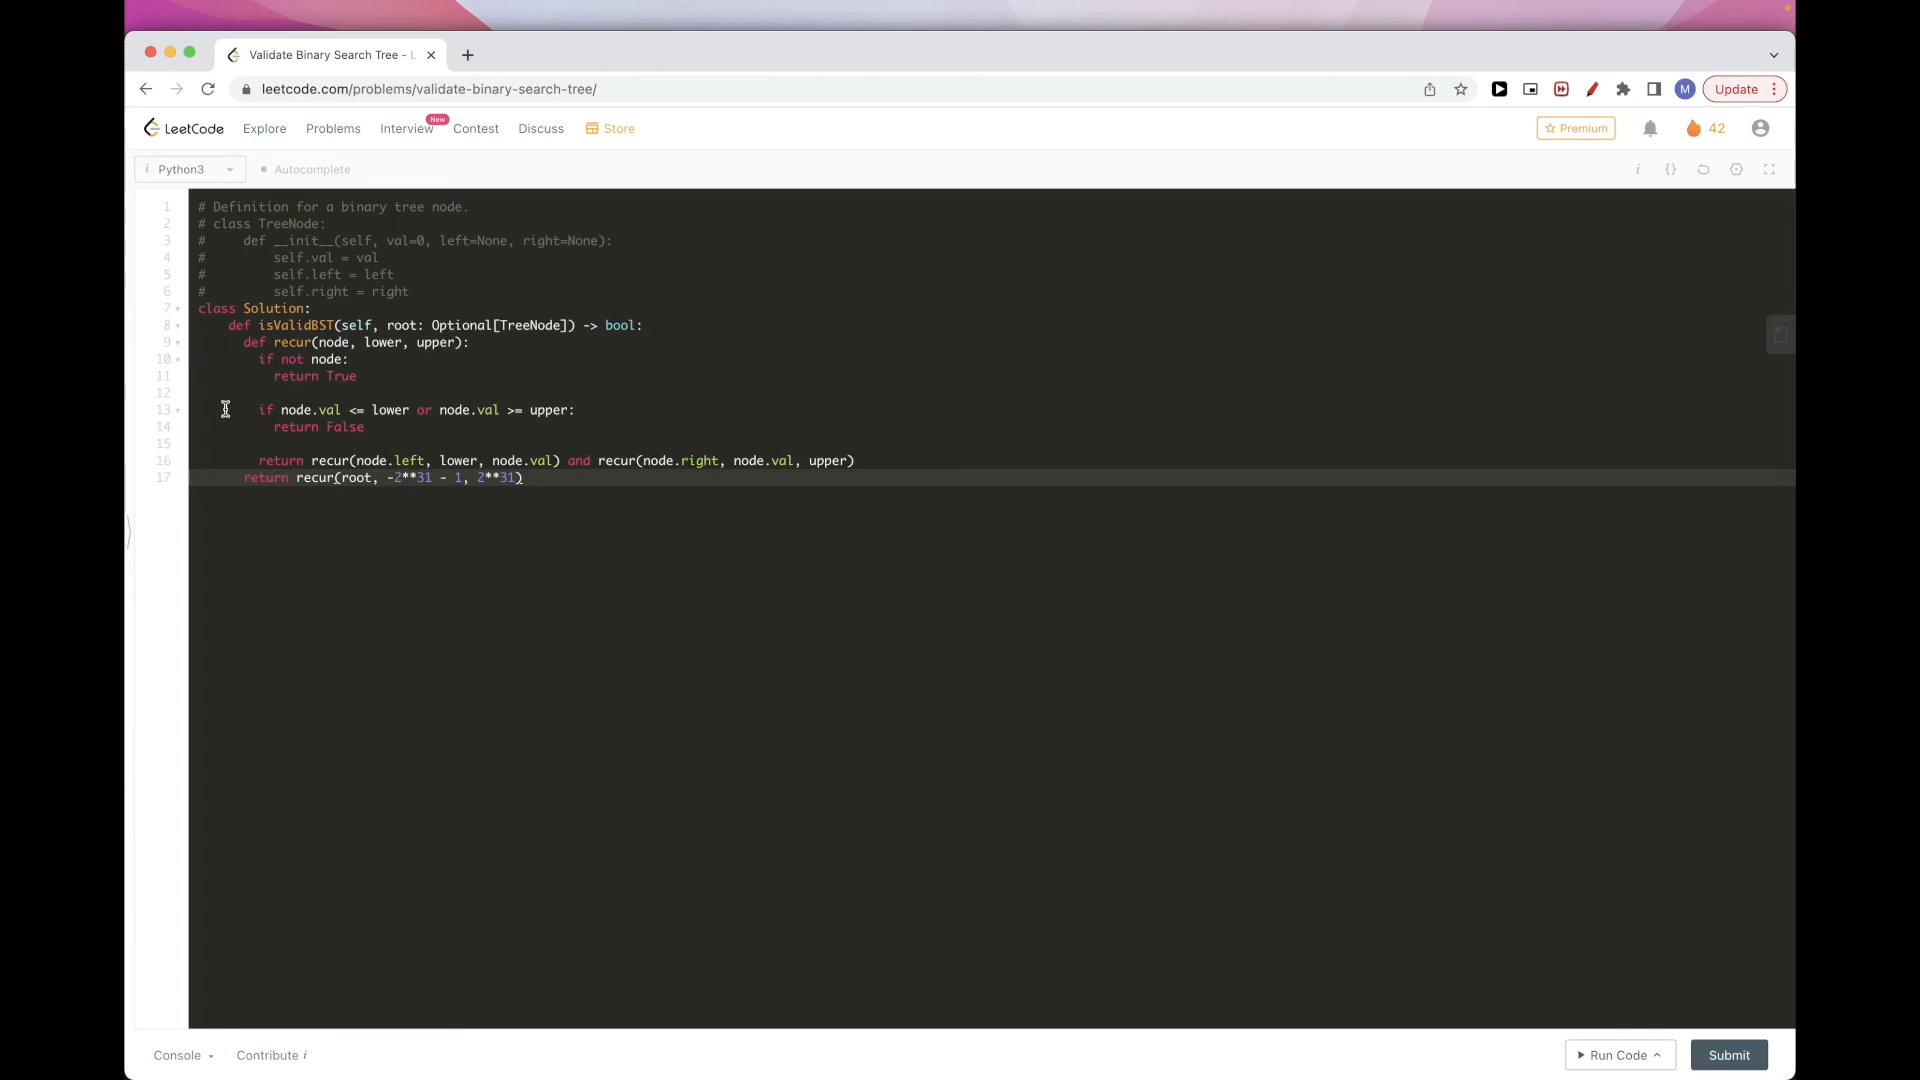 Validate Binary Search Tree - L
leetcode.com/problems/validate-binary-search-tree/
M
Update
LeetCode
Explore
Problems
Interview
New
Contest
Discuss
Store
Premium
42
i Python3
Autocomplete
i {}
1 # Definition for a binary tree node.
2 # class TreeNode:
3 #     def __init__(self, val=0, left=None, right=None):
4 #         self.val = val
5 #         self.left = left
6 #         self.right = right
7 class Solution:
8     def isValidBST(self, root: Optional[TreeNode]) -> bool:
9       def recur(node, lower, upper):
10         if not node:
11           return True
12
13         if node.val <= lower or node.val >= upper:
14           return False
15
16         return recur(node.left, lower, node.val) and recur(node.right, node.val, upper)
17       return recur(root, -2**31 - 1, 2**31)
Console
Contribute i
Run Code
Submit